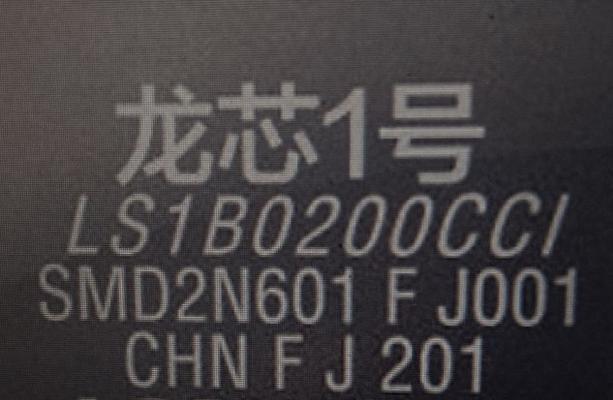 龙芯1号
LS1B0200CCI
SMD2N601 F J001
CHN F J 201